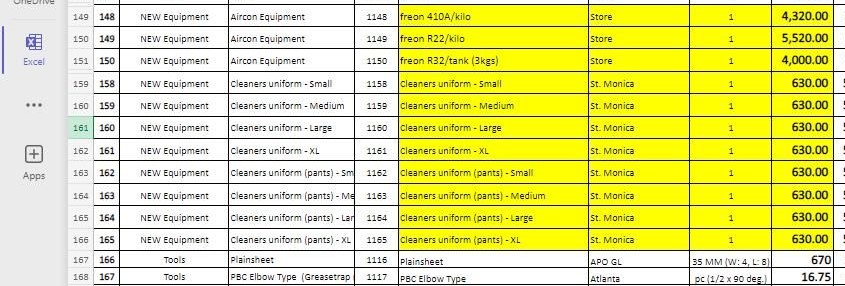 OneDrive
149 148 NEW Equipment Aircon Equipment 1148 freon 410A/kilo Store 1 4,320.00
150 149 NEW Equipment Aircon Equipment 1149 freon R22/kilo Store 1 5,520.00
151 150 NEW Equipment Aircon Equipment 1150 freon R32/tank (3kgs) Store 1 4,000.00
Excel
159 158 NEW Equipment Cleaners uniform - Small 1158 Cleaners uniform - Small St. Monica 1 630.00
160 159 NEW Equipment Cleaners uniform - Medium 1159 Cleaners uniform - Medium St. Monica 1 630.00
161 160 NEW Equipment Cleaners uniform - Large 1160 Cleaners uniform - Large St. Monica 1 630.00
162 161 NEW Equipment Cleaners uniform - XL 1161 Cleaners uniform - XL St. Monica 1 630.00
163 162 NEW Equipment Cleaners uniform (pants) - Sm 1162 Cleaners uniform (pants) - Small St. Monica 1 630.00
Apps
164 163 NEW Equipment Cleaners uniform (pants) - Me 1163 Cleaners uniform (pants) - Medium St. Monica 1 630.00
165 164 NEW Equipment Cleaners uniform (pants) - Lar 1164 Cleaners uniform (pants) - Large St. Monica 1 630.00
166 165 NEW Equipment Cleaners uniform (pants) - XL 1165 Cleaners uniform (pants) - XL St. Monica 1 630.00
167 166 Tools Plainsheet 1116 Plainsheet APO GL 35 MM (W: 4, L: 8) 670
168 167 Tools PBC Elbow Type (Greasetrap 1117 PBC Elbow Type Atlanta pc (1/2 x 90 deg.) 16.75